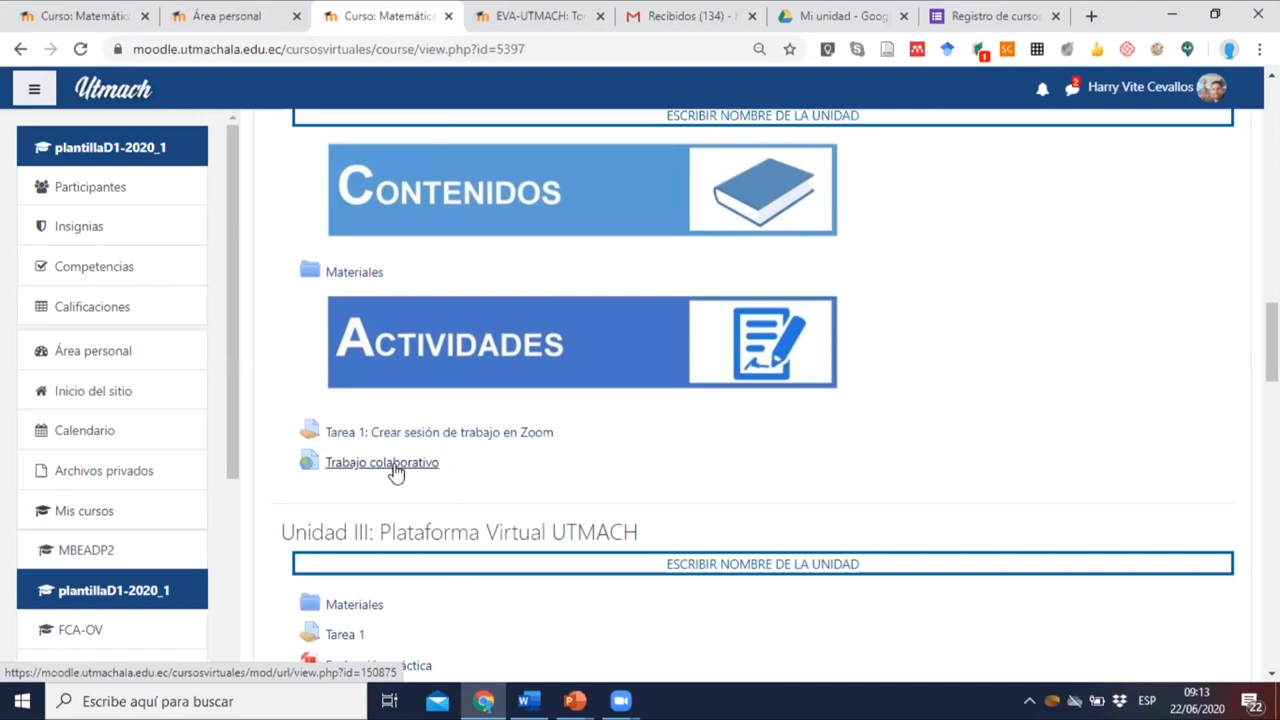 Curso: Matemátic
Área personal
Curso: Matemática
EVA-UTMACH: To
Recibidos (134) -
Mi unidad - Goog
Registro de cursos
moodle.utmachala.edu.ec/cursosvirtuales/course/view.php?id=5397
Utmach
2
Harry Vite Cevallos
plantillaD1-2020_1
Participantes
Insignias
Competencias
Calificaciones
Área personal
Inicio del sitio
Calendario
Archivos privados
Mis cursos
MBEADP2
plantillaD1-2020_1
FCA-OV
ESCRIBIR NOMBRE DE LA UNIDAD
CONTENIDOS
Materiales
ACTIVIDADES
Tarea 1: Crear sesión de trabajo en Zoom
Trabajo colaborativo
Unidad III: Plataforma Virtual UTMACH
ESCRIBIR NOMBRE DE LA UNIDAD
Materiales
Tarea 1
áctica
https://moodle.utmachala.edu.ec/cursosvirtuales/mod/url/view.php?id=150875
Escribe aquí para buscar
ESP
09:13
22/06/2020
22